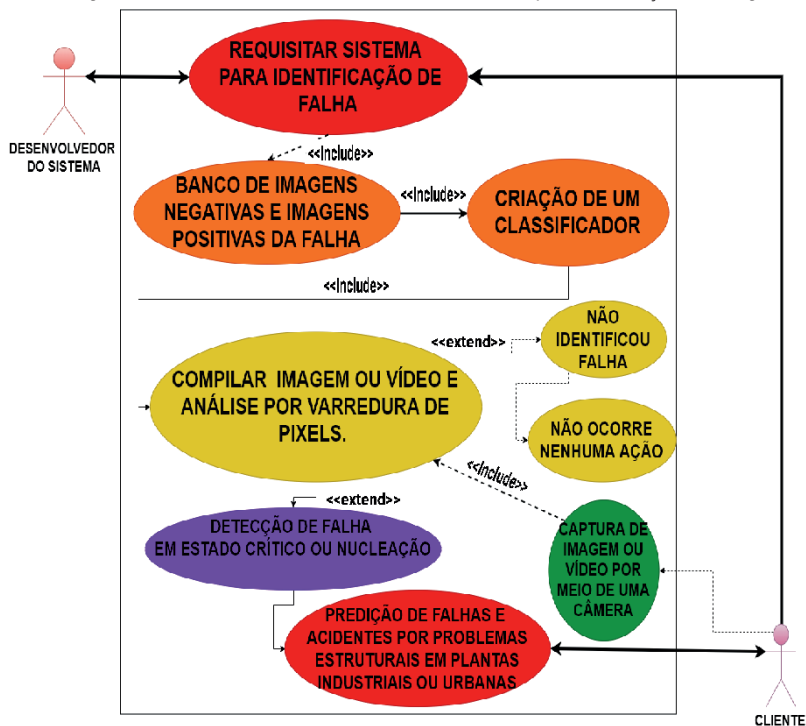 REQUISITAR SISTEMA
PARA IDENTIFICAÇÃO DE
FALHA
DESENVOLVEDOR
DO SISTEMA
<<Include>>
BANCO DE IMAGENS
NEGATIVAS E IMAGENS
POSITIVAS DA FALHA
<<Include>>
CRIAÇÃO DE UM
CLASSIFICADOR
<<Include>>
NÃO
IDENTIFICOU
FALHA
<<extend>>
COMPILAR IMAGEM OU VÍDEO E
ANÁLISE POR VARREDURA DE
PIXELS.
NÃO OCORRE
NENHUMA AÇÃO
<<Include>>
<<extend>>
DETECÇÃO DE FALHA
EM ESTADO CRÍTICO OU NUCLEAÇÃO
CAPTURA DE
IMAGEM OU
VÍDEO POR
MEIO DE UMA
CÂMERA
PREDIÇÃO DE FALHAS E
ACIDENTES POR PROBLEMAS
ESTRUTURAIS EM PLANTAS
INDUSTRIAIS OU URBANAS
CLIENTE